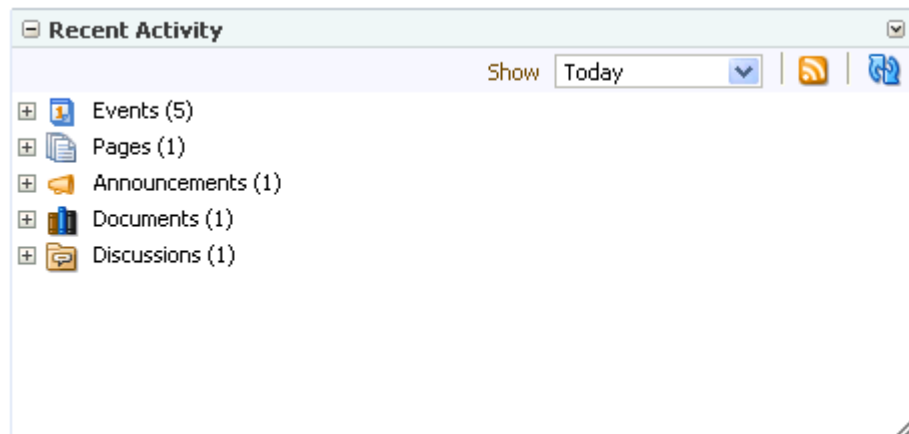 Recent Activity
Show Today
Events (5)
Pages (1)
Announcements (1)
Documents (1)
Discussions (1)